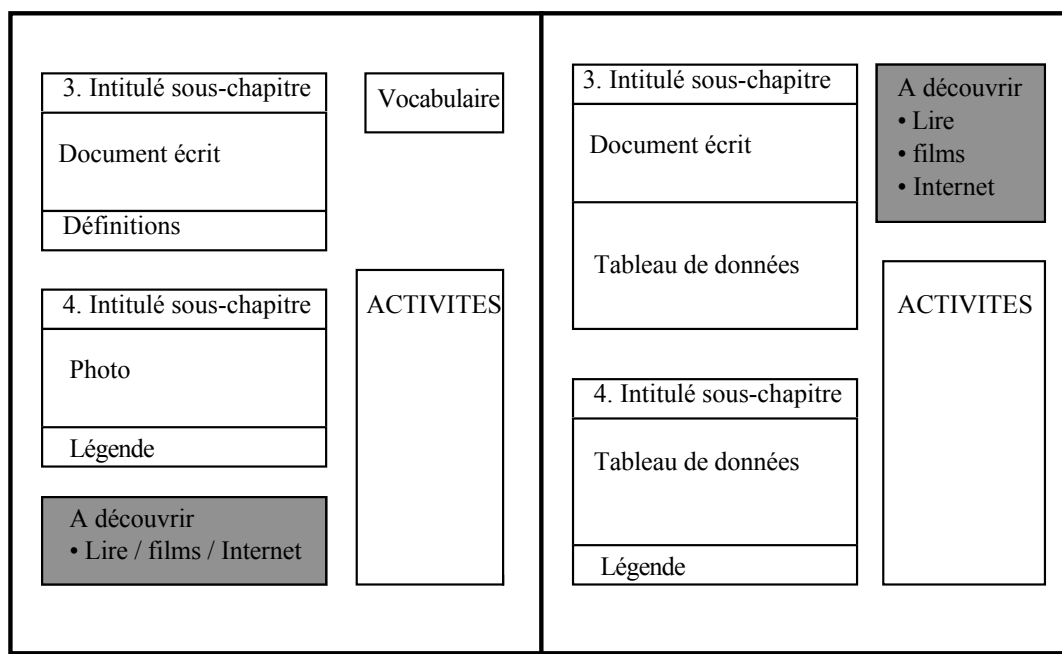 3. Intitulé sous-chapitre
Document écrit
Définitions
Vocabulaire
4. Intitulé sous-chapitre
Photo
Légende
A découvrir
• Lire / films / Internet
ACTIVITES
3. Intitulé sous-chapitre
Document écrit
Tableau de données
A découvrir
• Lire
• films
• Internet
4. Intitulé sous-chapitre
Tableau de données
Légende
ACTIVITES